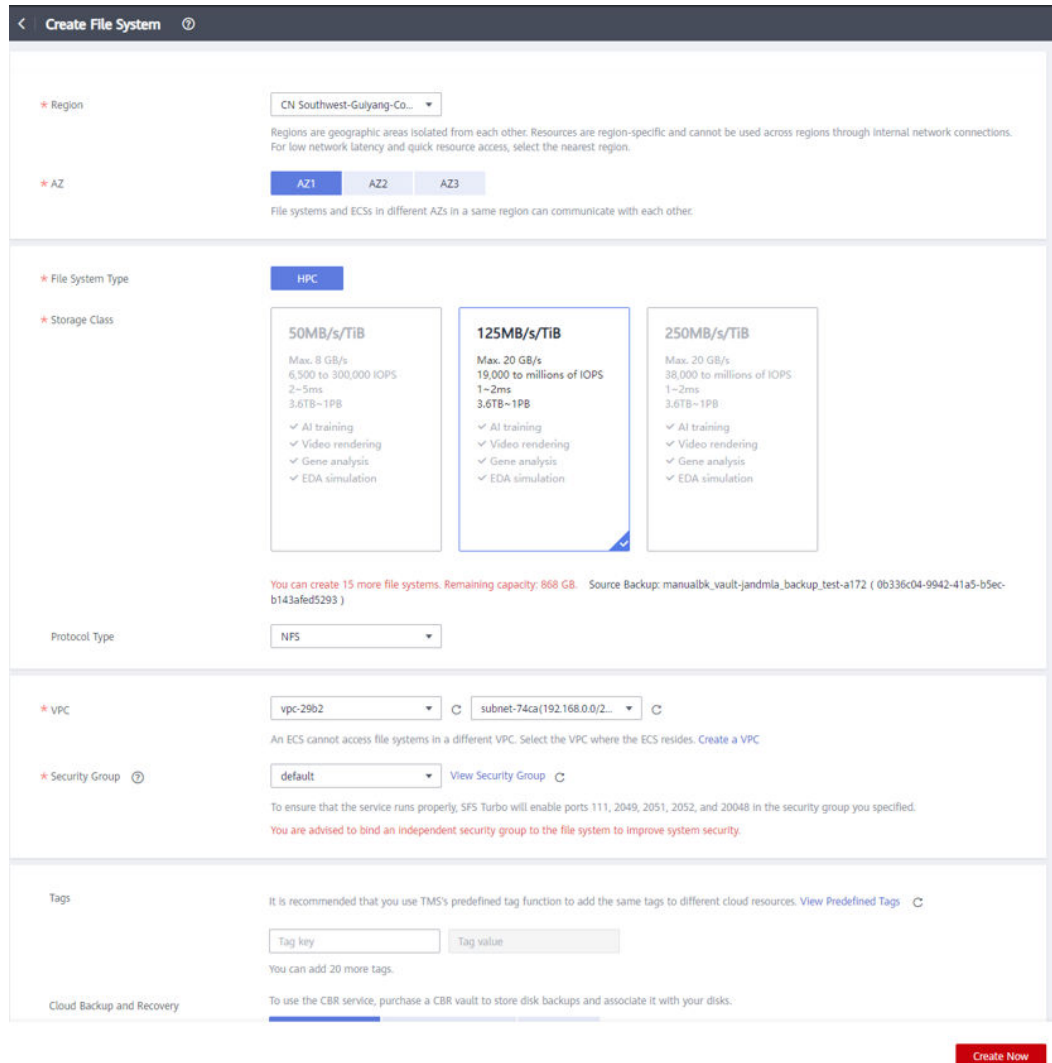 Create File System
* Region
CN Southwest-Guiyang-Co...
Regions are geographic areas isolated from each other. Resources are region-specific and cannot be used across regions through internal network connections.
For low network latency and quick resource access, select the nearest region.
* AZ
AZ1 AZ2 AZ3
File systems and ECSs in different AZs in a same region can communicate with each other.
* File System Type
HPC
* Storage Class
50MB/s/TiB
Max. 8 GB/s
6,500 to 300,000 IOPS
2~5ms
3.6TB~1PB
AI training
Video rendering
Gene analysis
EDA simulation
125MB/s/TiB
Max. 20 GB/s
19,000 to millions of IOPS
1~2ms
3.6TB~1PB
AI training
Video rendering
Gene analysis
EDA simulation
250MB/s/TiB
Max. 20 GB/s
38,000 to millions of IOPS
1~2ms
3.6TB~1PB
AI training
Video rendering
Gene analysis
EDA simulation
You can create 15 more file systems. Remaining capacity: 868 GB. Source Backup: manualbk_vault-jandmla_backup_test-a172 ( 0b336c04-9942-41a5-b5ec-
b143afed5293 )
Protocol Type
NFS
* VPC
vpc-29b2 subnet-74ca(192.168.0.0/2...
An ECS cannot access file systems in a different VPC. Select the VPC where the ECS resides. Create a VPC
* Security Group
default View Security Group
To ensure that the service runs properly, SFS Turbo will enable ports 111, 2049, 2051, 2052, and 20048 in the security group you specified.
You are advised to bind an independent security group to the file system to improve system security.
Tags
It is recommended that you use TMS's predefined tag function to add the same tags to different cloud resources. View Predefined Tags
Tag key Tag value
You can add 20 more tags.
Cloud Backup and Recovery
To use the CBR service, purchase a CBR vault to store disk backups and associate it with your disks.
Create Now